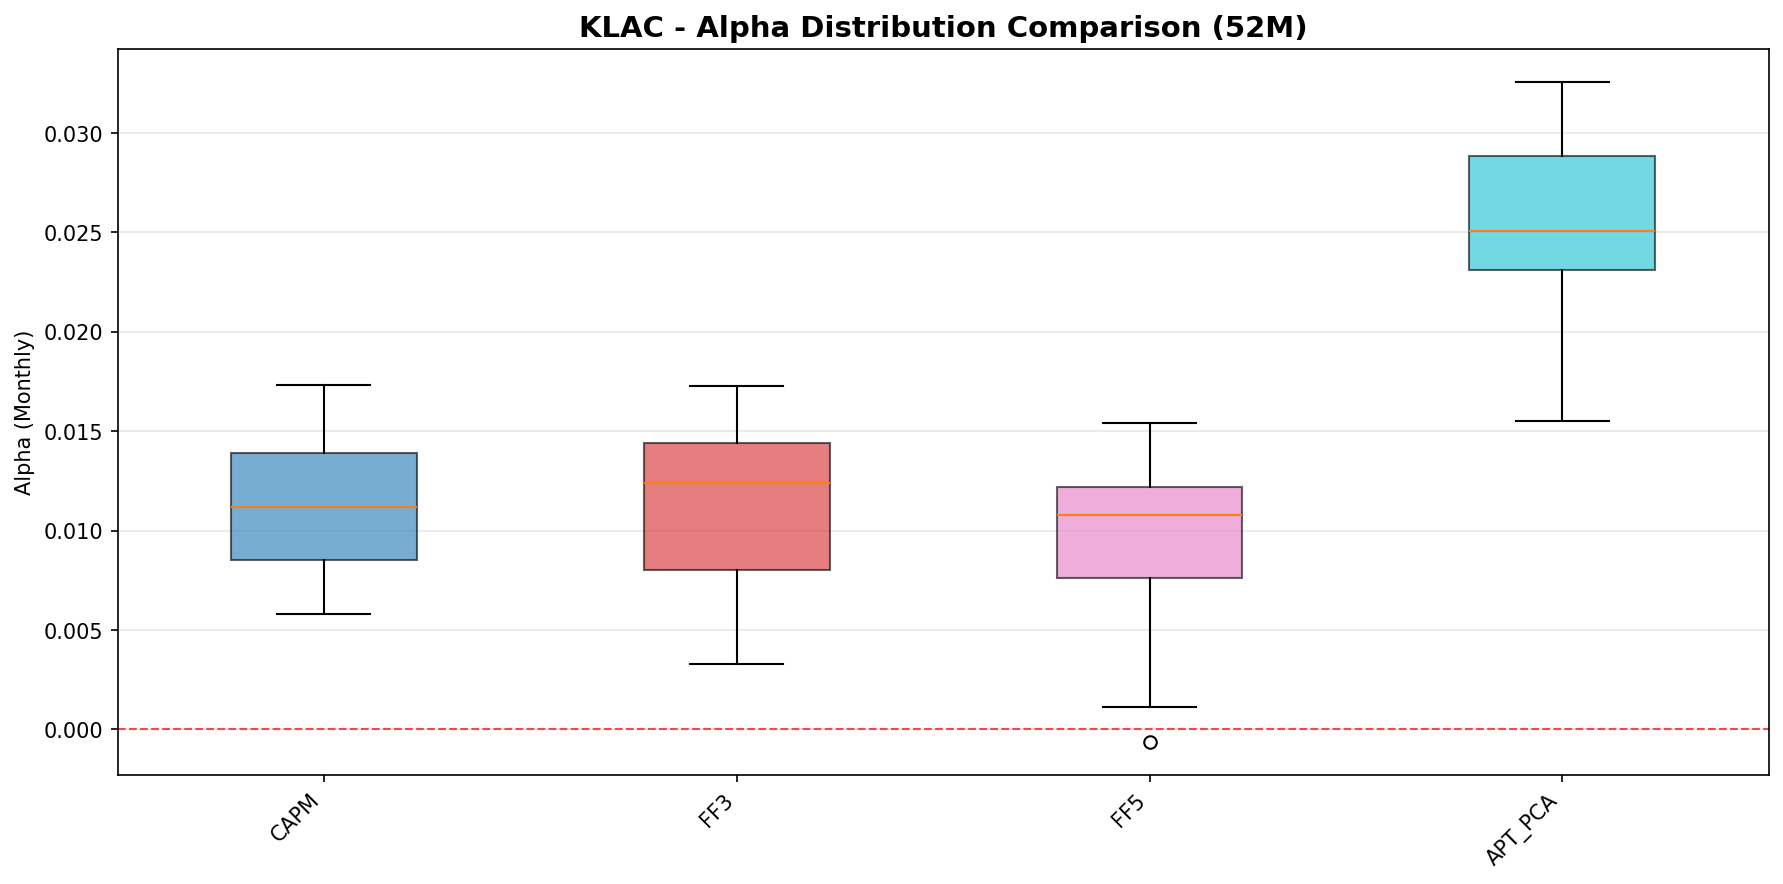 KLAC - Alpha Distribution Comparison (52M)
Alpha (Monthly)
0.030
0.025
0.020
0.015
0.010
0.005
0.000
CAPM
FF3
FF5
APT_PCA